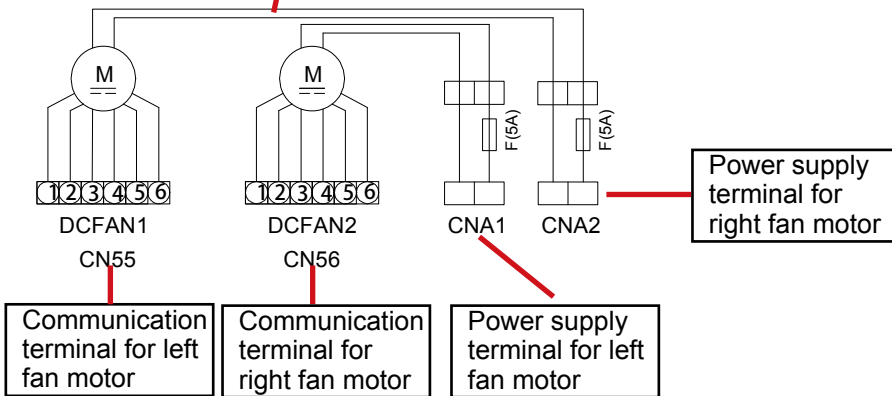 M
M
F(5A)
F(5A)
1 2 3 4 5 6
1 2 3 4 5 6
DCFAN1
DCFAN2
CNA1
CNA2
CN55
CN56
Power supply
terminal for
right fan motor
Communication
terminal for left
fan motor
Communication
terminal for
right fan motor
Power supply
terminal for left
fan motor